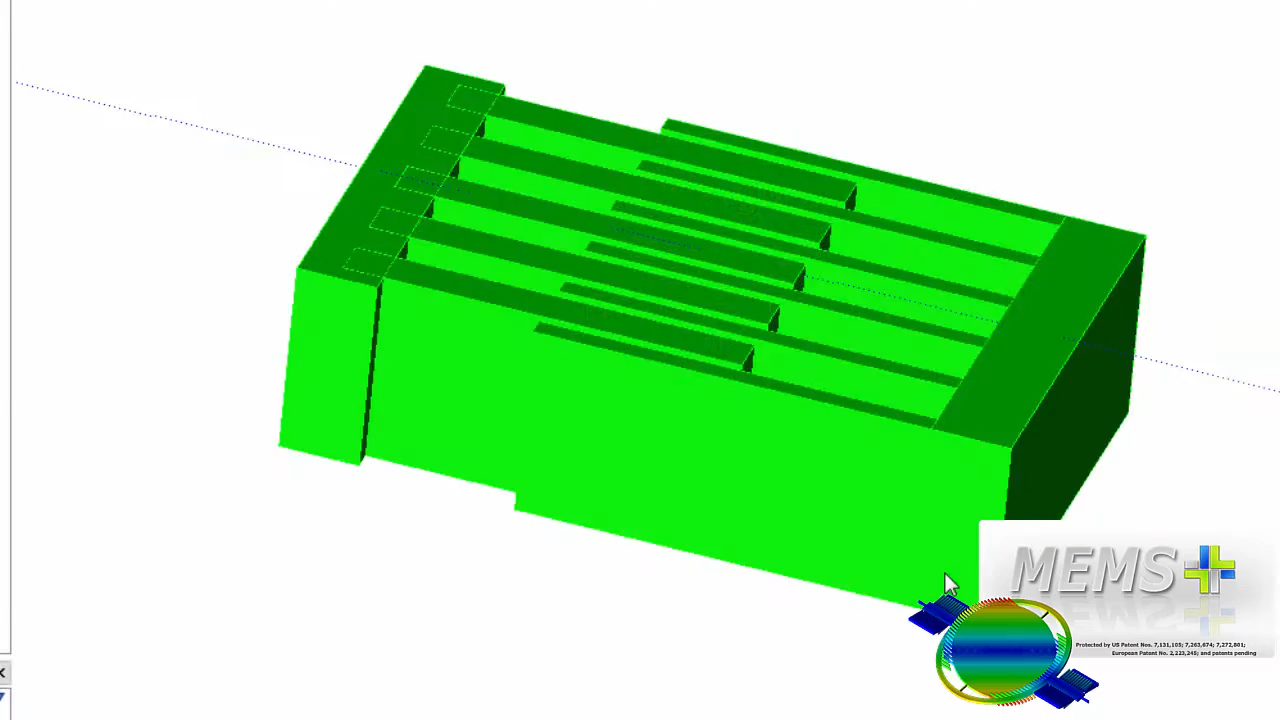 MEMS
Protected by US Patent Nos. 7,131,105; 7,263,674; 7,272,801;
European Patent No. 2,223,245; and patents pending